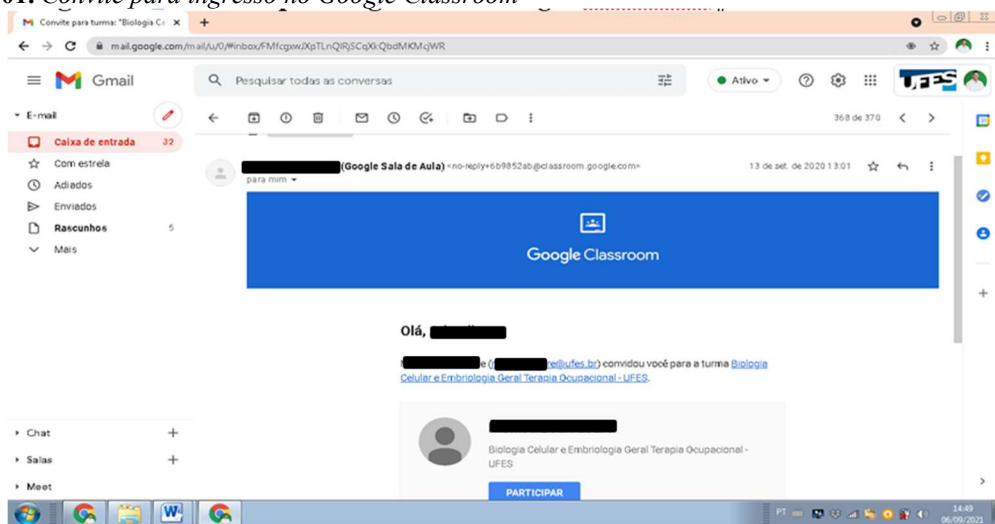 01. Convite para ingresso no Google Classroom
Convite para turma: "Biologia Ce
mail.google.com/mail/u/0/#inbox/FMfcgxwJXpTLnQlRjSCqXkQbdMKMcjWR
Gmail
Pesquisar todas as conversas
Ativo
UFES
E-mail
368 de 370
Caixa de entrada 32
Com estrela
Adiados
Enviados
Rascunhos 5
Mais
(Google Sala de Aula) <no-reply+6b9852ab@classroom.google.com>
13 de set. de 2020 13:01
para mim
Google Classroom
Olá,
e ( re@ufes.br) convidou você para a turma Biologia
Celular e Embriologia Geral Terapia Ocupacional - UFES.
Biologia Celular e Embriologia Geral Terapia Ocupacional -
UFES
PARTICIPAR
Chat
Salas
Meet
PT
14:49
06/09/2021